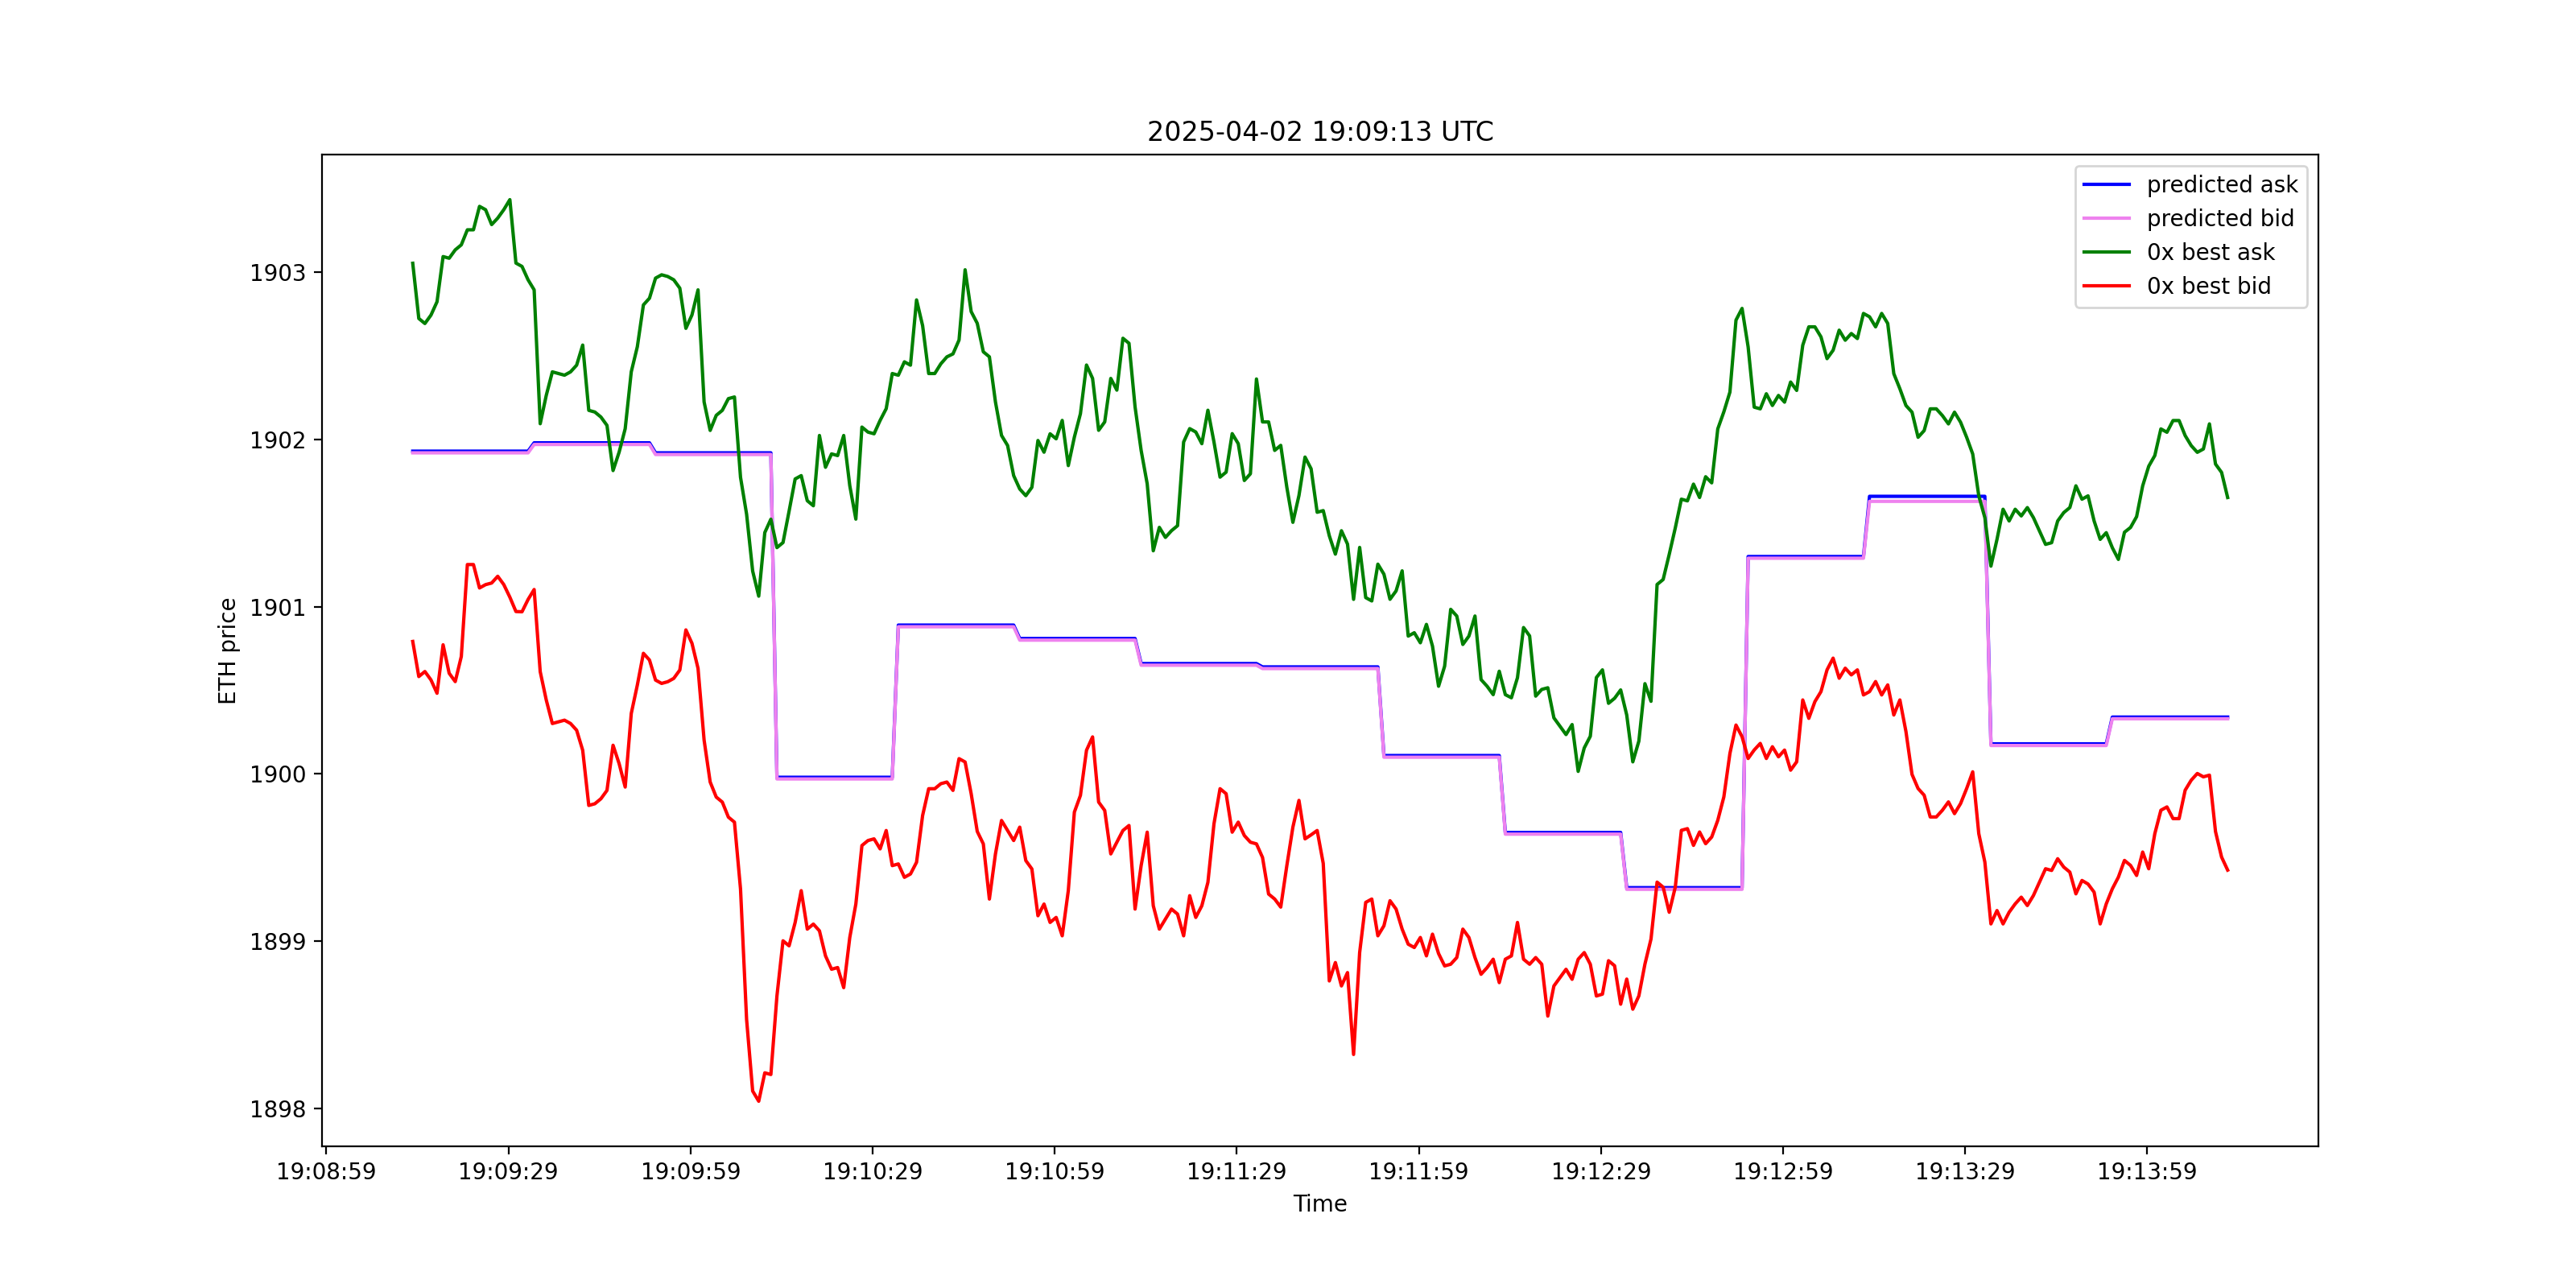 2025-04-02 19:09:13 UTC
predicted ask
predicted bid
0x best ask
0x best bid
ETH price
1903
1902
1901
1900
1899
1898
19:08:59 19:09:29 19:09:59 19:10:29 19:10:59 19:11:29 19:11:59 19:12:29 19:12:59 19:13:29 19:13:59
Time